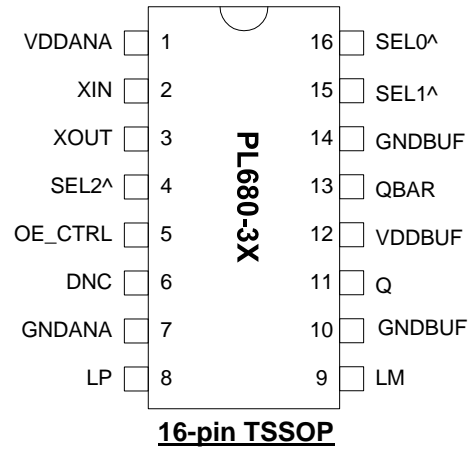 VDDANA 1 16 SEL0^
XIN 2 15 SEL1^
XOUT 3 14 GNDBUF
SEL2^ 4 13 QBAR
OE_CTRL 5 12 VDDBUF
DNC 6 11 Q
GNDANA 7 10 GNDBUF
LP 8 9 LM
PL680-3X
16-pin TSSOP